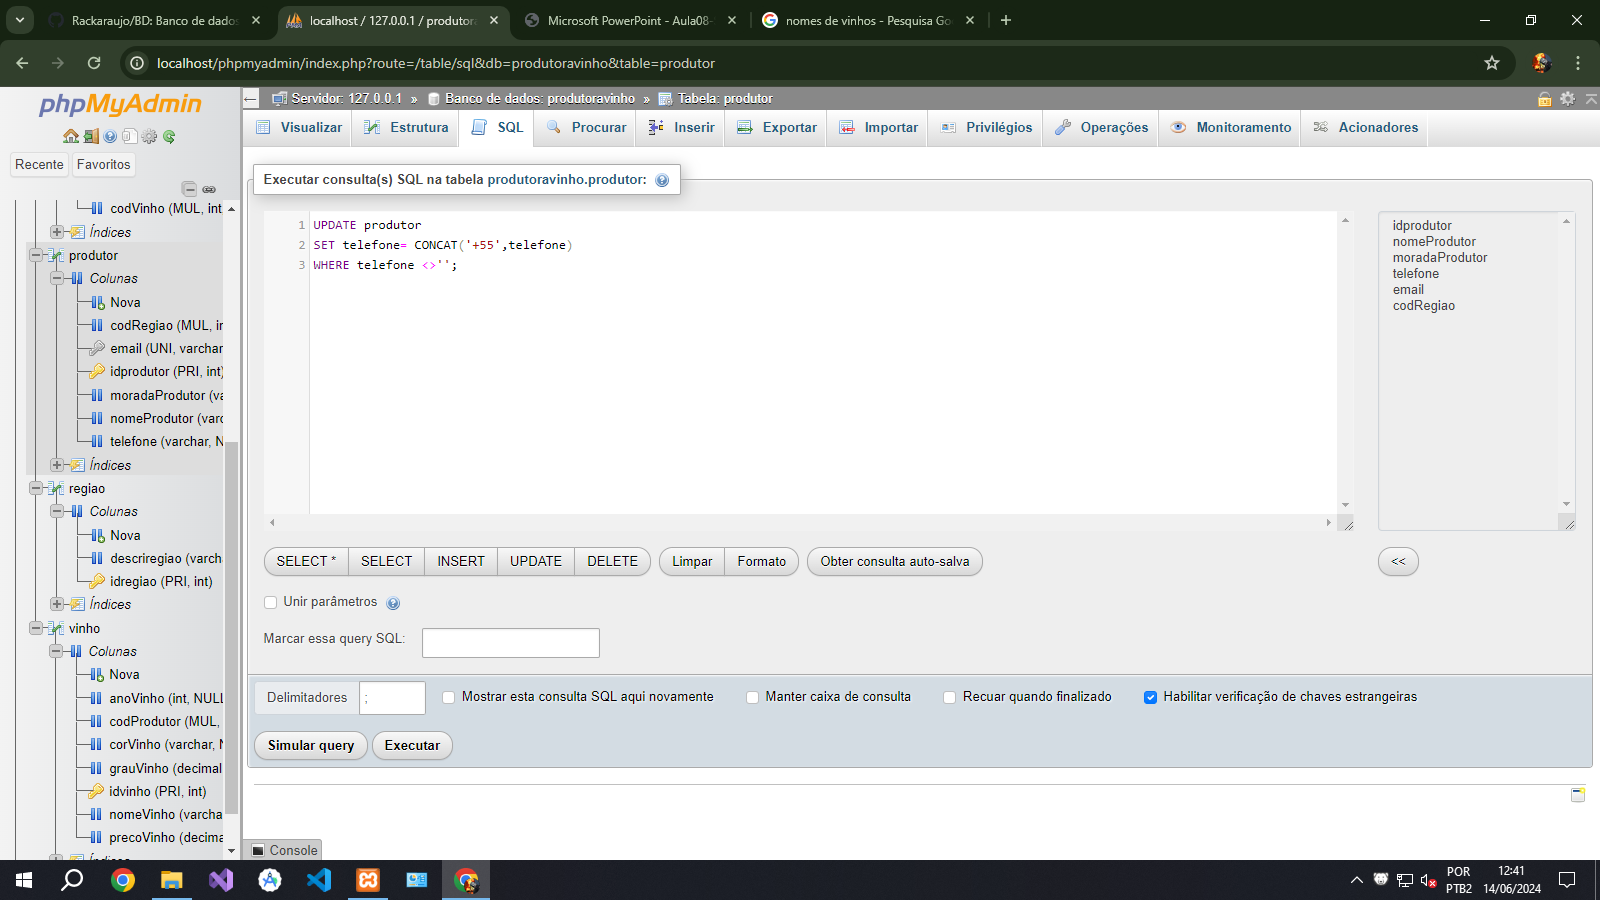 Rackaraujo/BD: Banco de dados
localhost / 127.0.0.1 / produtora
Microsoft PowerPoint - Aula08-
nomes de vinhos - Pesquisa Goo
localhost/phpmyadmin/index.php?route=/table/sql&db=produtoravinho&table=produtor
phpMyAdmin
Recente
Favoritos
codVinho (MUL, int
Índices
produtor
Colunas
Nova
codRegiao (MUL, in
email (UNI, varchar
idprodutor (PRI, int)
moradaProdutor (va
nomeProdutor (varc
telefone (varchar, N
Índices
regiao
Colunas
Nova
descriregiao (varcha
idregiao (PRI, int)
Índices
vinho
Colunas
Nova
anoVinho (int, NULL
codProdutor (MUL,
corVinho (varchar, N
grauVinho (decimal
idvinho (PRI, int)
nomeVinho (varcha
precoVinho (decima
Índices
Servidor: 127.0.0.1 » Banco de dados: produtoravinho » Tabela: produtor
Visualizar
Estrutura
SQL
Procurar
Inserir
Exportar
Importar
Privilégios
Operações
Monitoramento
Acionadores
Executar consulta(s) SQL na tabela produtoravinho.produtor:
1 UPDATE produtor
2 SET telefone= CONCAT('+55',telefone)
3 WHERE telefone <>'';
idprodutor
nomeProdutor
moradaProdutor
telefone
email
codRegiao
SELECT *
SELECT
INSERT
UPDATE
DELETE
Limpar
Formato
Obter consulta auto-salva
<<
Unir parâmetros
Marcar essa query SQL:
Delimitadores
;
Mostrar esta consulta SQL aqui novamente
Manter caixa de consulta
Recuar quando finalizado
Habilitar verificação de chaves estrangeiras
Simular query
Executar
Console
POR
PTB2
12:41
14/06/2024